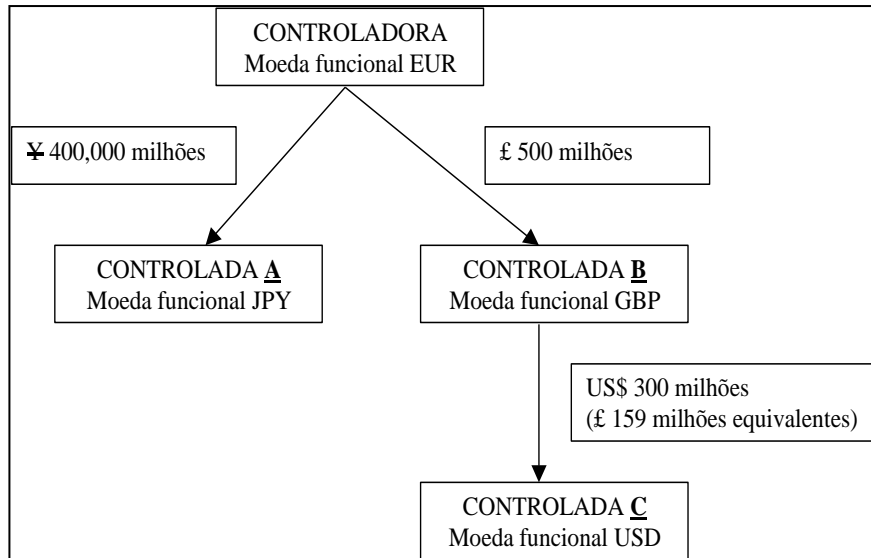 CONTROLADORA
Moeda funcional EUR
¥ 400,000 milhões
£ 500 milhões
CONTROLADA A
Moeda funcional JPY
CONTROLADA B
Moeda funcional GBP
US$ 300 milhões
(£ 159 milhões equivalentes)
CONTROLADA C
Moeda funcional USD